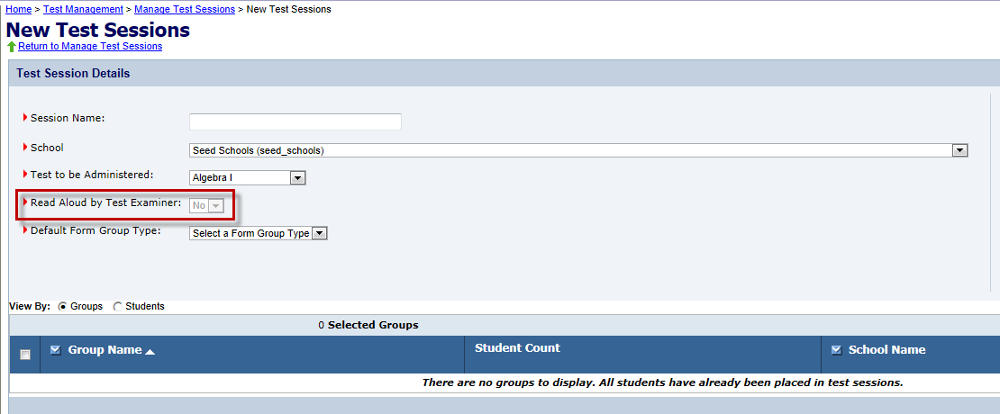 Home > Test Management > Manage Test Sessions > New Test Sessions
New Test Sessions
Return to Manage Test Sessions
Test Session Details
Session Name:
School Seed Schools (seed_schools)
Test to be Administered: Algebra I
Read Aloud by Test Examiner: No
Default Form Group Type: Select a Form Group Type
View By: Groups Students
0 Selected Groups
Group Name Student Count School Name
There are no groups to display. All students have already been placed in test sessions.